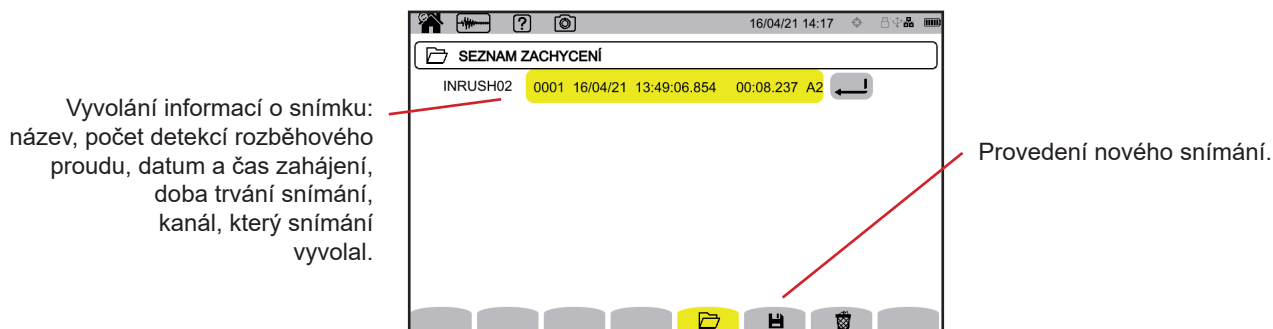 16/04/21 14:17
SEZNAM ZACHYCENÍ
INRUSH02 0001 16/04/21 13:49:06.854 00:08.237 A2
Vyvolání informací o snímku:
název, počet detekcí rozběhového
proudu, datum a čas zahájení,
doba trvání snímání,
kanál, který snímání
vyvolal.
Provedení nového snímání.